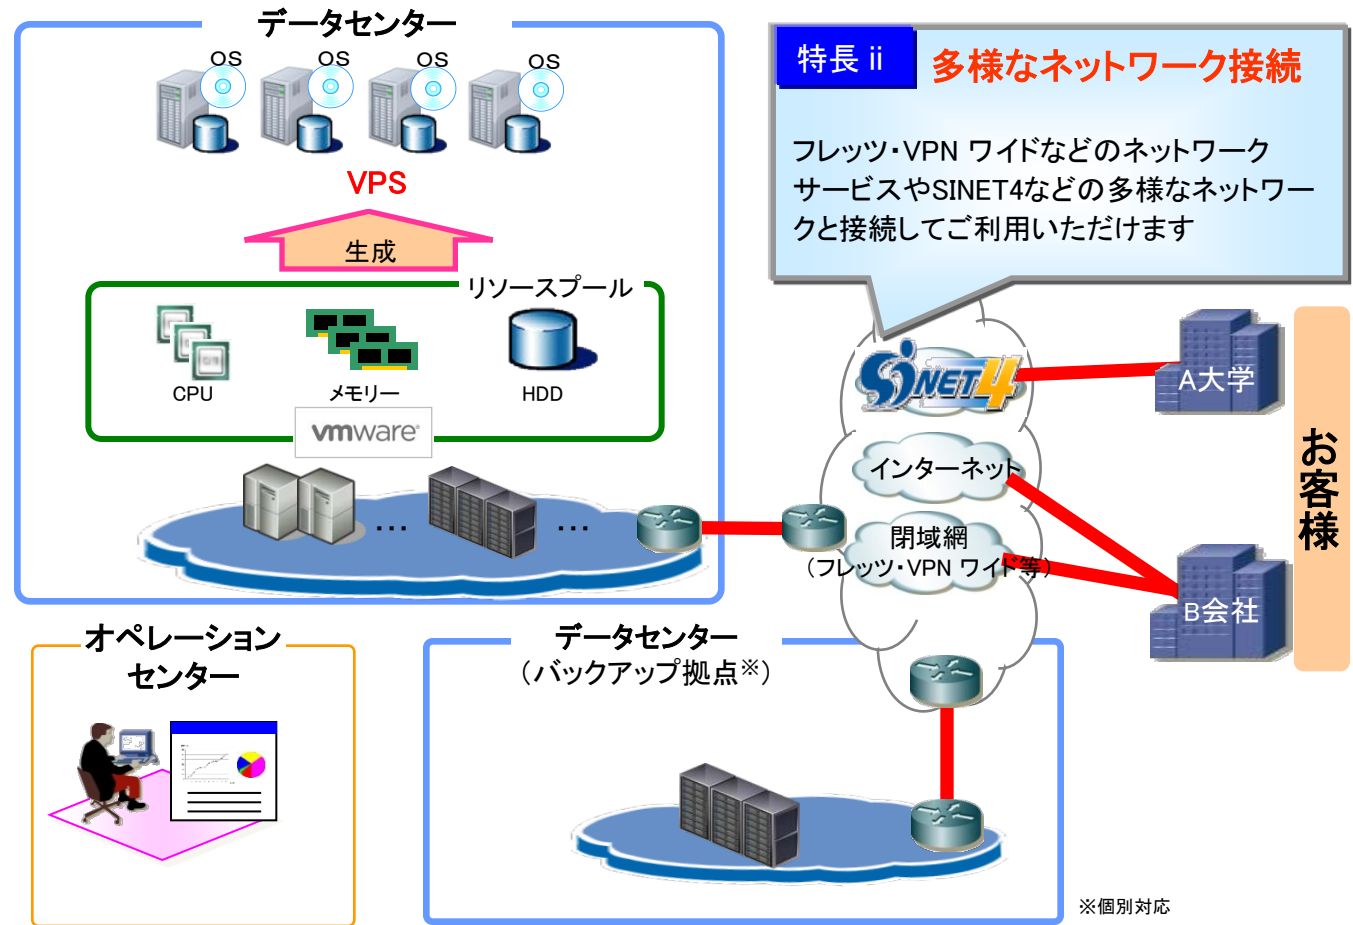 データセンター
OS
OS
OS
OS
VPS
生成
リソースプール
CPU
メモリー
HDD
vmware
…
…
特長 ii
多様なネットワーク接続
フレッツ・VPN ワイドなどのネットワーク
サービスやSINET4などの多様なネットワー
クと接続してご利用いただけます
SINET4
インターネット
閉域網
(フレッツ・VPN ワイド等)
A大学
B会社
お客様
オペレーション
センター
データセンター
(バックアップ拠点※)
※個別対応